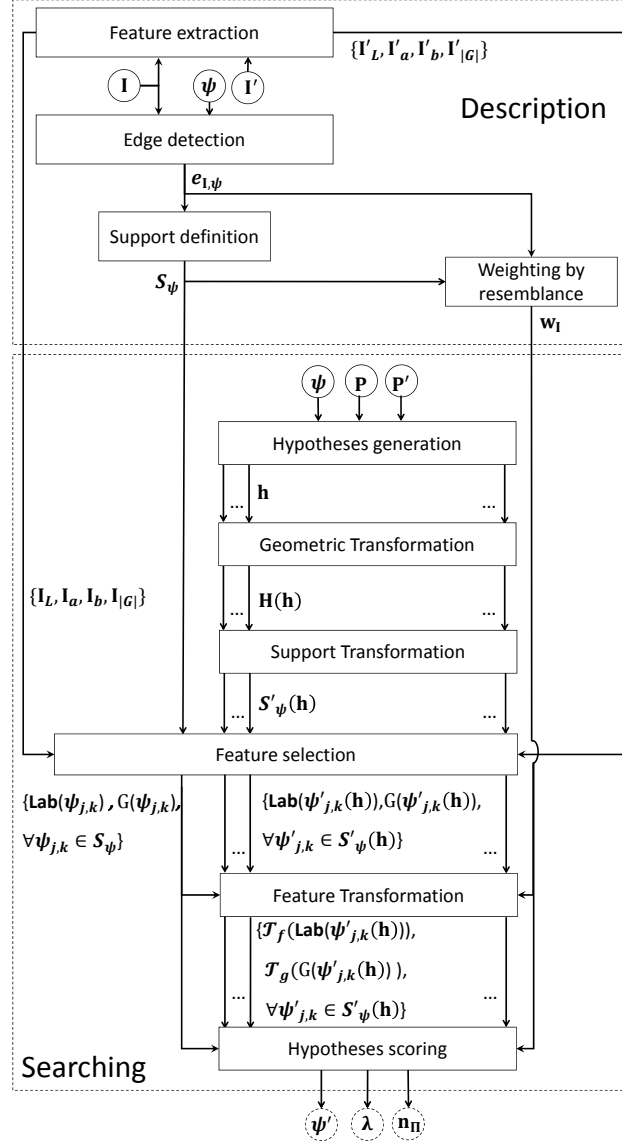 Feature extraction
{I′_L, I′_a, I′_b, I′_|G|}
I
ψ
I′
Description
Edge detection
e_I,ψ
Support definition
S_ψ
Weighting by
resemblance
w_I
ψ
P
P′
Hypotheses generation
...
h
...
Geometric Transformation
{I_L, I_a, I_b, I_|G|}
...
H(h)
...
Support Transformation
...
S′_ψ(h)
...
Feature selection
{Lab(ψ_j,k), G(ψ_j,k),
∀ψ_j,k ∈ S_ψ}
{Lab(ψ′_j,k(h)),G(ψ′_j,k(h)),
∀ψ′_j,k ∈ S′_ψ(h)}
...
...
Feature Transformation
{𝒯_f(Lab(ψ′_j,k(h))),
𝒯_g(G(ψ′_j,k(h)) ),
∀ψ′_j,k ∈ S′_ψ(h)}
...
...
Hypotheses scoring
Searching
ψ′
λ
n_Π